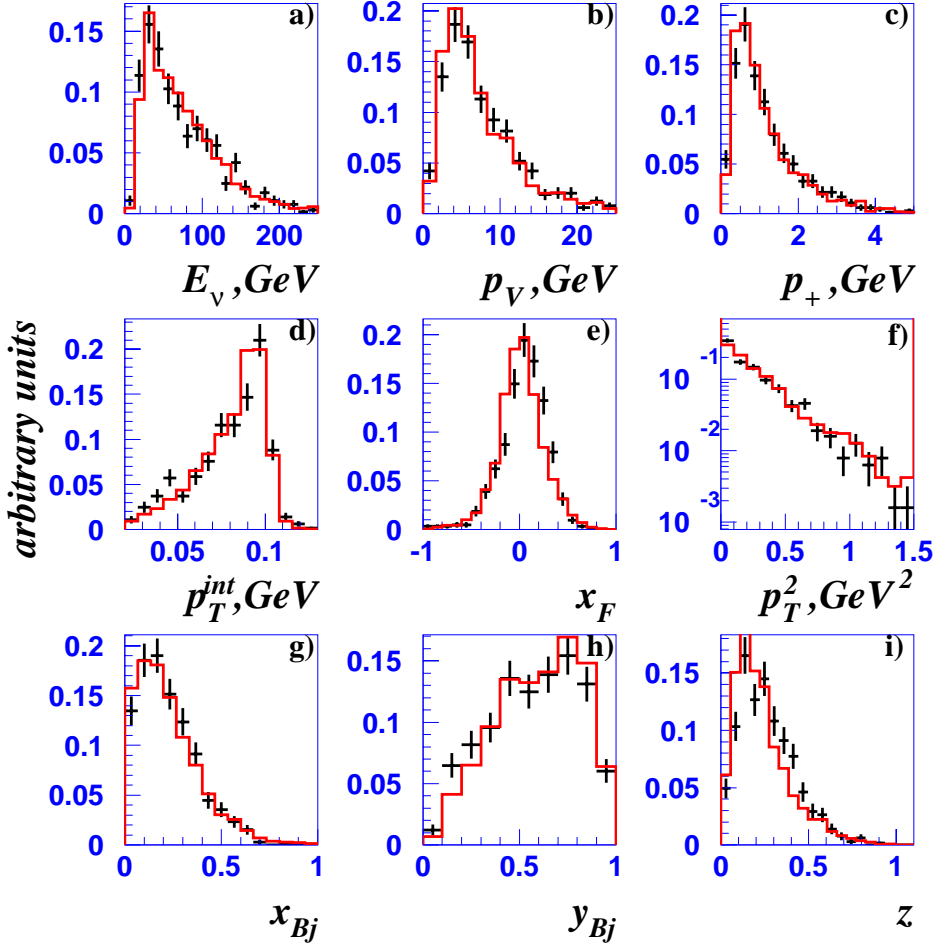 a) b) c)
0.15 0.2 0.2
0.1 0.15 0.15
0.1 0.1
0.05 0.05 0.05
0 0 0
0 100 200 0 10 20 0 2 4
E_ν ,GeV p_V ,GeV p_+ ,GeV
arbitrary units
d) e) f)
0.2 0.2 10^-1
0.15 0.15
0.1 0.1 10^-2
0.05 0.05
0 0 10^-3
0.05 0.1 -1 0 1 0 0.5 1 1.5
p_T^int ,GeV x_F p_T^2 ,GeV^2
g) h) i)
0.2 0.15
0.15 0.15
0.1 0.1 0.1
0.05 0.05 0.05
0 0 0
0 0.5 1 0 0.5 1 0 0.5 1
x_Bj y_Bj z